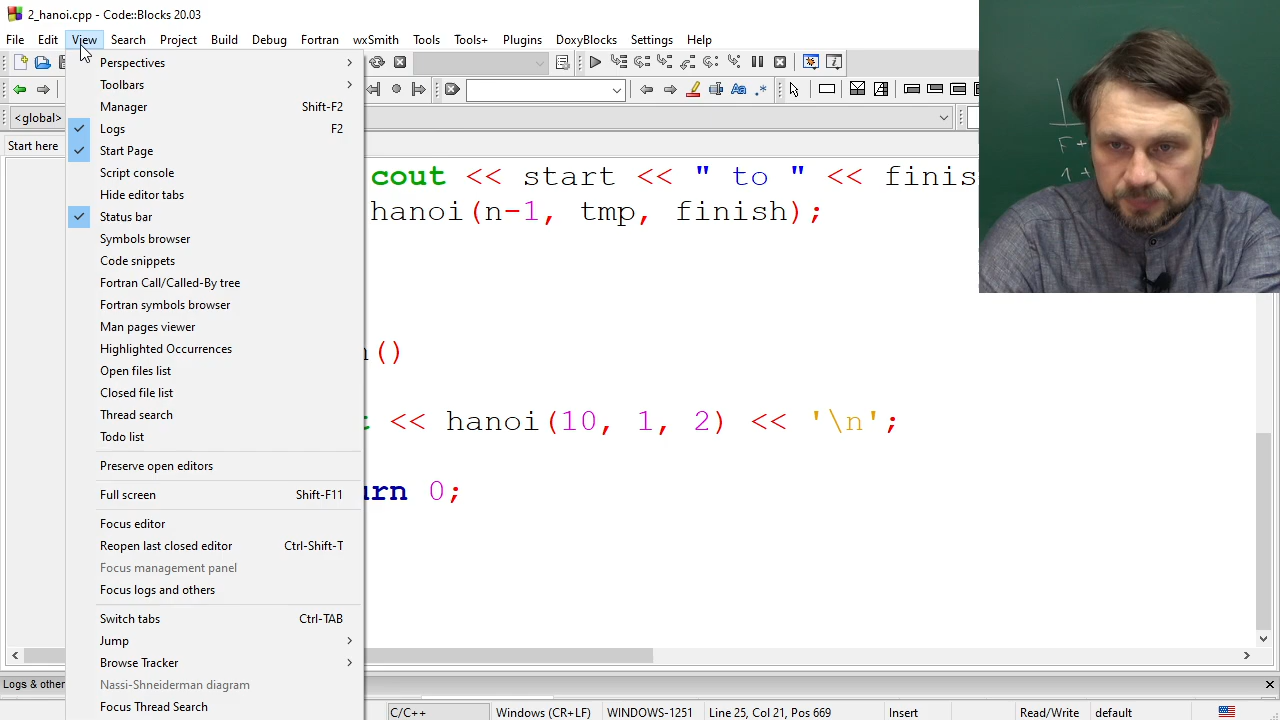 2_hanoi.cpp - Code::Blocks 20.03
File Edit View Search Project Build Debug Fortran wxSmith Tools Tools+ Plugins DoxyBlocks Settings Help
Perspectives
Toolbars
Manager Shift-F2
Logs F2
<global>
Start here
Start Page
Script console
Hide editor tabs
Status bar
Symbols browser
Code snippets
Fortran Call/Called-By tree
Fortran symbols browser
Man pages viewer
Highlighted Occurrences
Open files list
Closed file list
Thread search
Todo list
Preserve open editors
Full screen Shift-F11
Focus editor
Reopen last closed editor Ctrl-Shift-T
Focus management panel
Focus logs and others
Switch tabs Ctrl-TAB
Jump
Browse Tracker
Nassi-Shneiderman diagram
Focus Thread Search
cout << start << " to " << finis
hanoi(n-1, tmp, finish);
()
<< hanoi(10, 1, 2) << '\n';
urn 0;
F+
1+
Logs & othe
C/C++ Windows (CR+LF) WINDOWS-1251 Line 25, Col 21, Pos 669 Insert Read/Write default